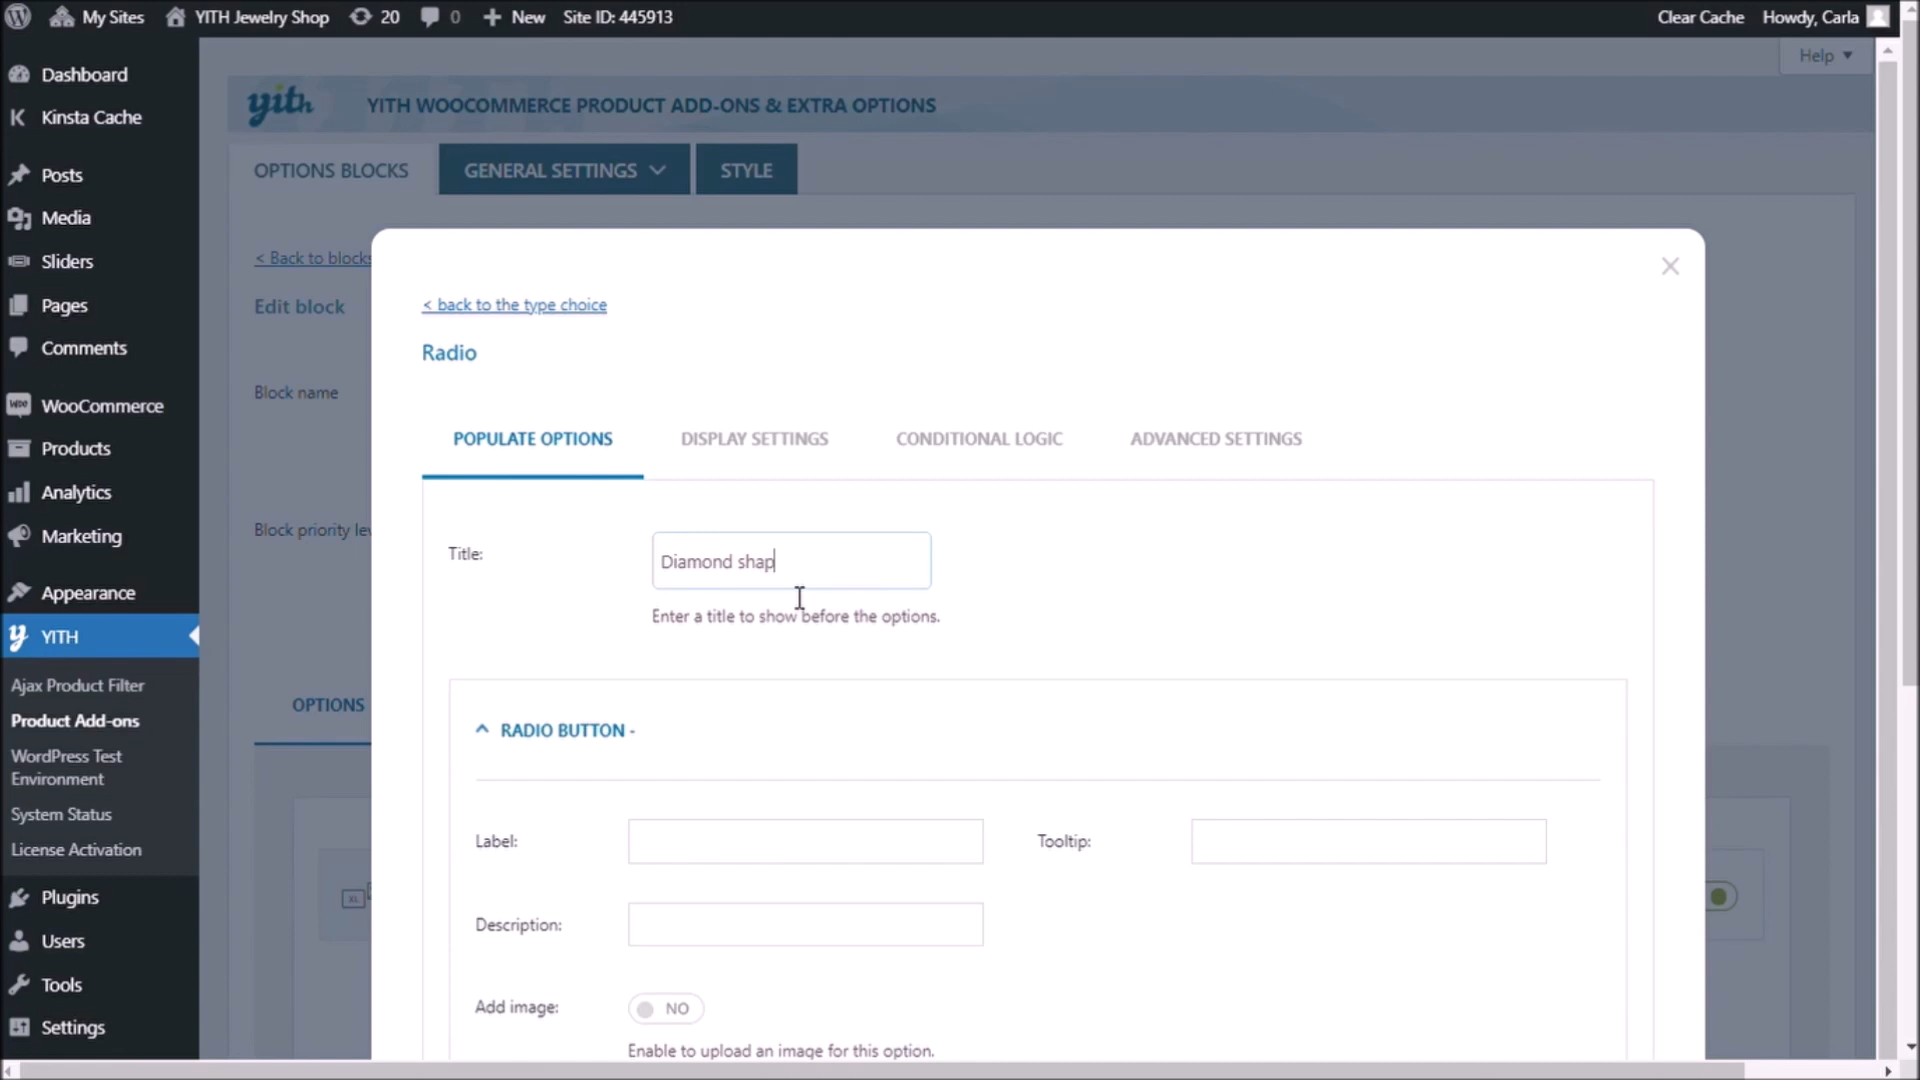 My Sites
YITH Jewelry Shop
20
0
New
Site ID: 445913
Clear Cache
Howdy, Carla
Dashboard
Kinsta Cache
Posts
Media
Sliders
Pages
Comments
WooCommerce
Products
Analytics
Marketing
Appearance
YITH
Ajax Product Filter
Product Add-ons
WordPress Test
Environment
System Status
License Activation
Plugins
Users
Tools
Settings
Help
yith
YITH WOOCOMMERCE PRODUCT ADD-ONS & EXTRA OPTIONS
OPTIONS BLOCKS
GENERAL SETTINGS
STYLE
< Back to blocks
Edit block
Block name
Block priority lev
OPTIONS
XL
< back to the type choice
Radio
POPULATE OPTIONS
DISPLAY SETTINGS
CONDITIONAL LOGIC
ADVANCED SETTINGS
Title:
Diamond shap
Enter a title to show before the options.
RADIO BUTTON -
Label:
Tooltip:
Description:
Add image:
NO
Enable to upload an image for this option.